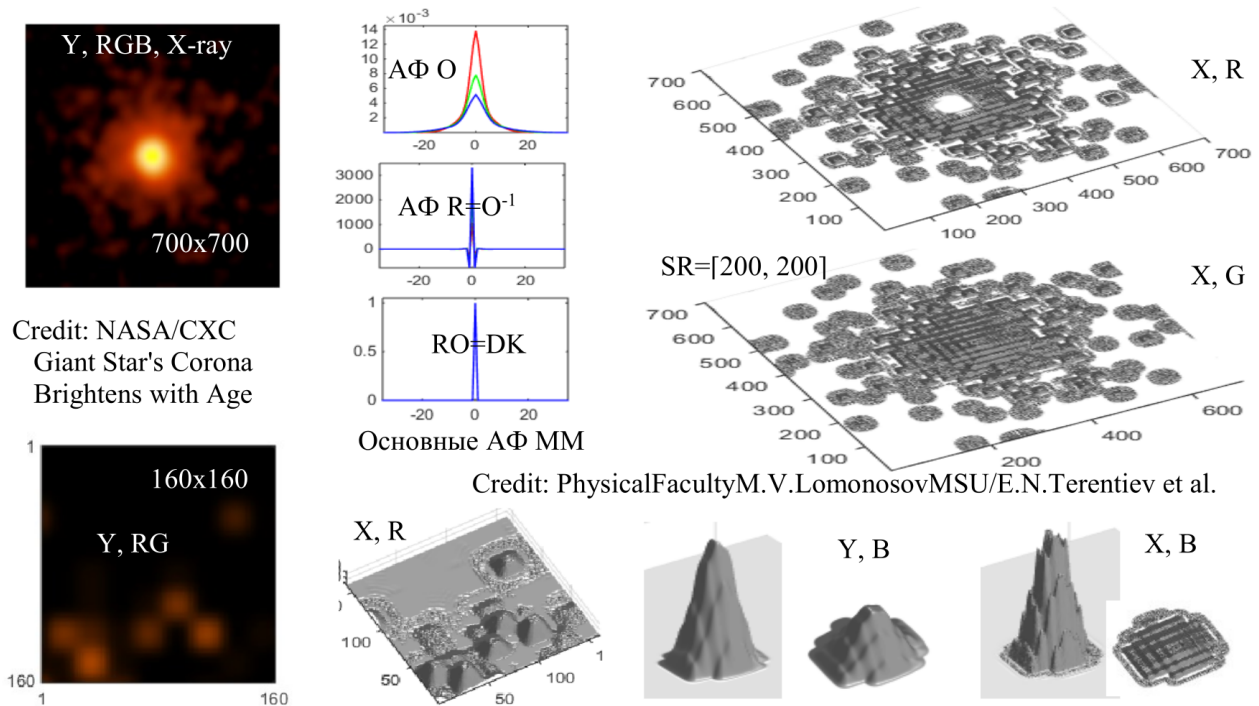 Y, RGB, X-ray
700x700
Credit: NASA/CXC
Giant Star's Corona
Brightens with Age
×10⁻³
14
12
10
8
6
4
2
АФ O
-20 0 20
3000
2000
1000
0
АФ R=O⁻¹
-20 0 20
1
0.5
0
RO=DK
-20 0 20
Основные АФ ММ
X, R
700
600
500
400
300
200
100
100 200 300 400 500 600 700
SR=⌈200, 200⌉
X, G
700
600
500
400
300
200
100
200 400 600
Credit: PhysicalFacultyM.V.LomonosovMSU/E.N.Terentiev et al.
1
160x160
Y, RG
160
1 160
X, R
100
50
50 100 1
Y, B
X, B